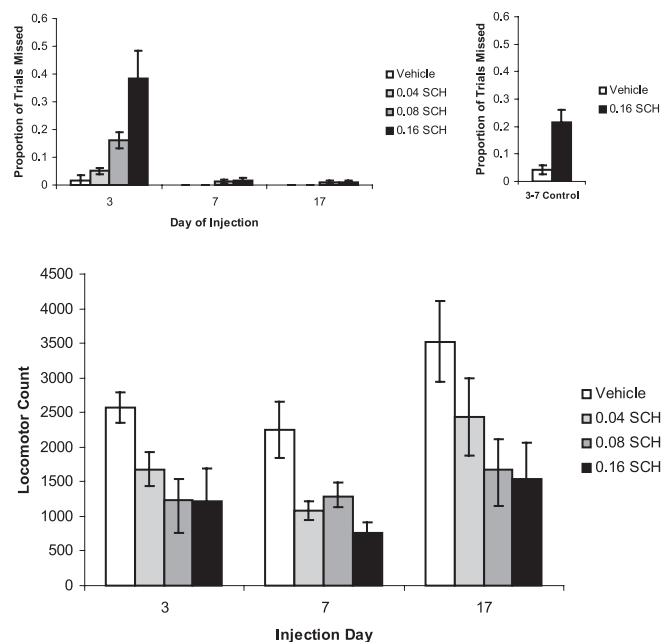 Proportion of Trials Missed
0.6
0.5
0.4
0.3
0.2
0.1
0
3
7
17
Day of Injection
Vehicle
0.04 SCH
0.08 SCH
0.16 SCH
Proportion of Trials Missed
0.6
0.5
0.4
0.3
0.2
0.1
0
3-7 Control
Vehicle
0.16 SCH
Locomotor Count
4500
4000
3500
3000
2500
2000
1500
1000
500
0
3
7
17
Injection Day
Vehicle
0.04 SCH
0.08 SCH
0.16 SCH